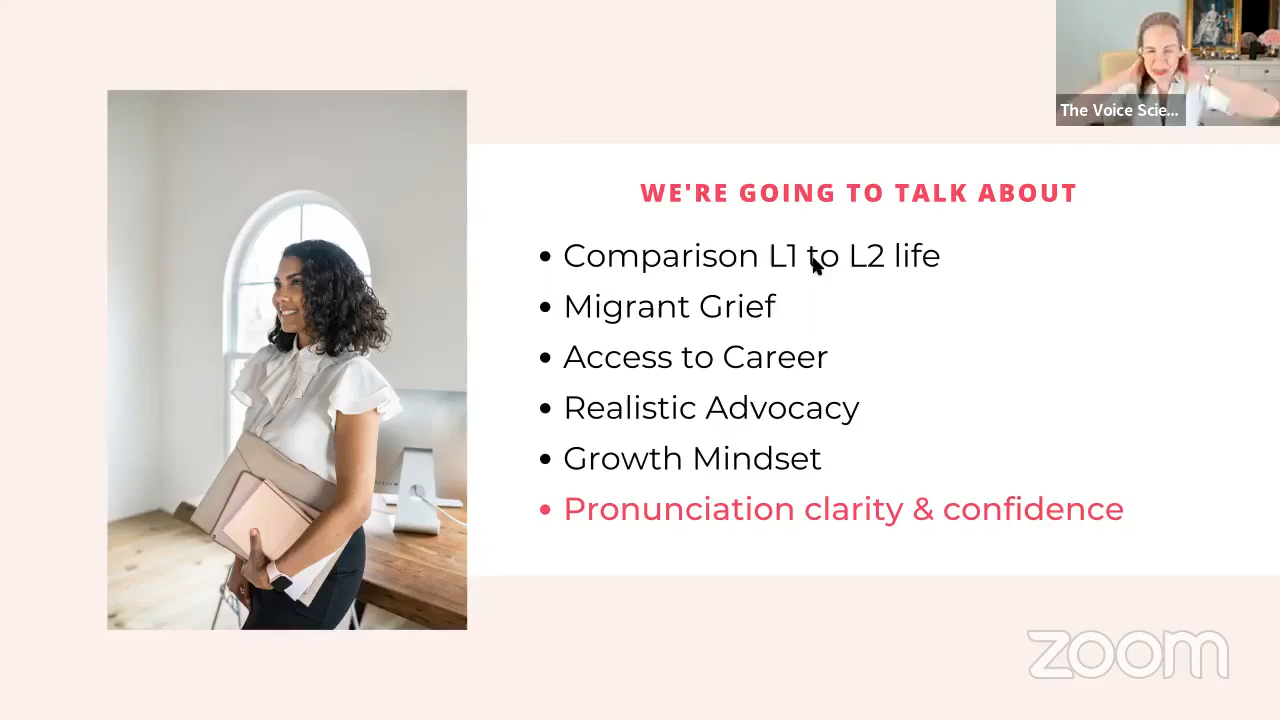 The Voice Scie...
WE'RE GOING TO TALK ABOUT
• Comparison L1 to L2 life
• Migrant Grief
• Access to Career
• Realistic Advocacy
• Growth Mindset
• Pronunciation clarity & confidence
zoom